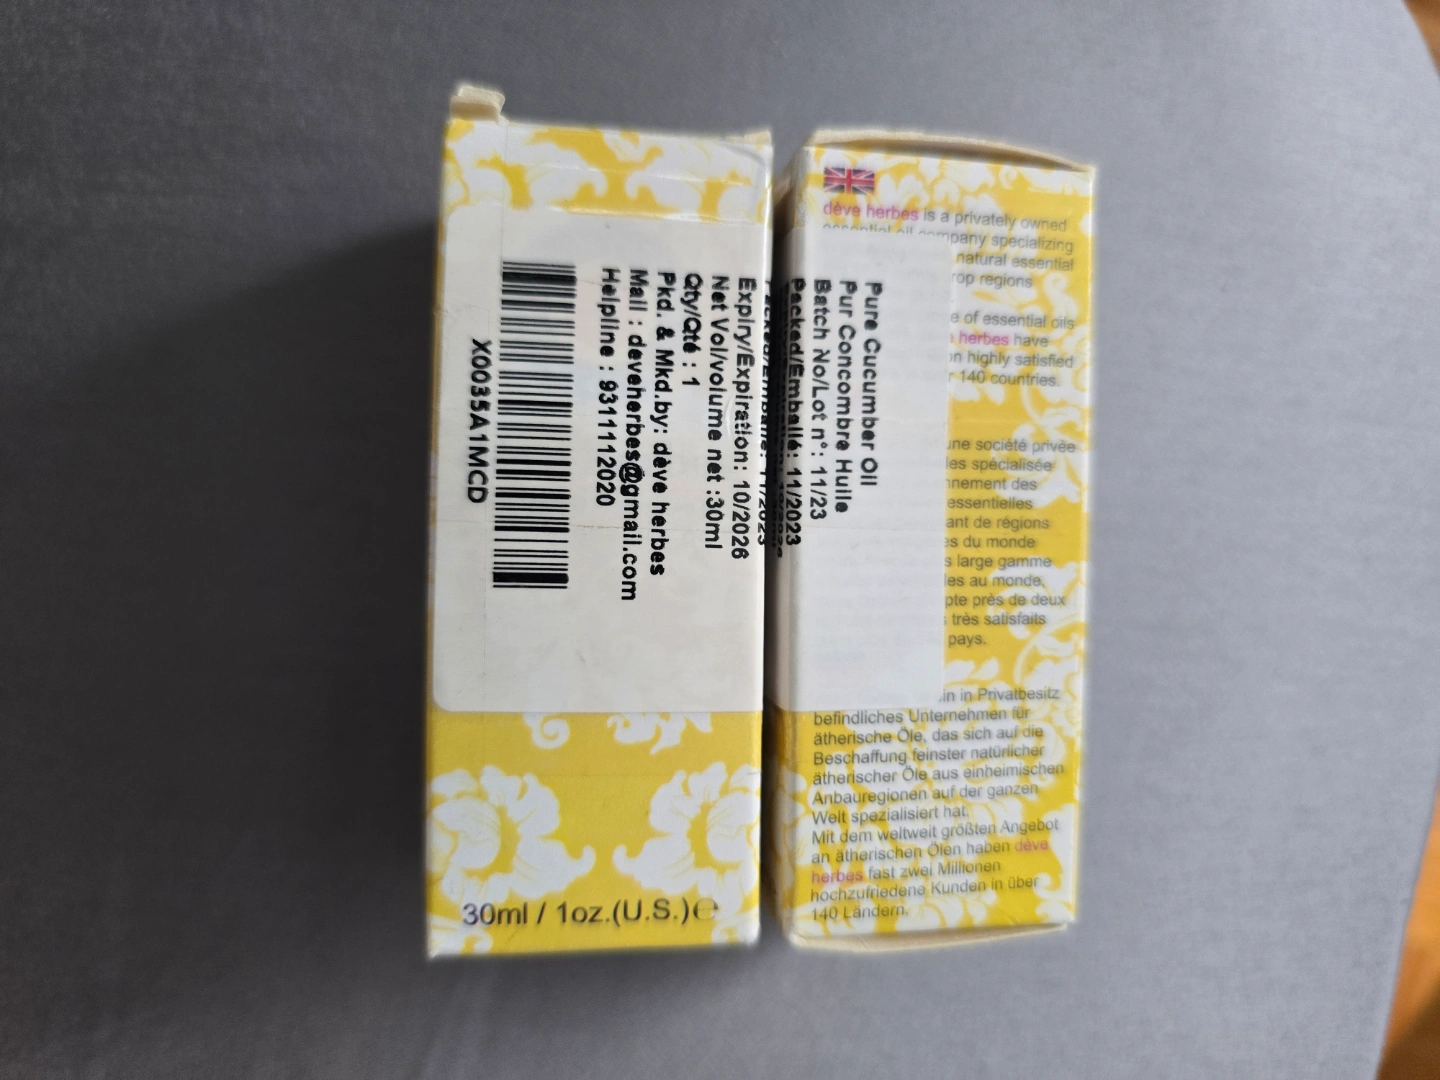 Pure Cucumber Oil
Pur Concombre Huile
Batch No/Lot n°: 11/23
Packed/Emballé: 11/2023
Expiry/Expiration: 10/2026
Net Vol/volume net :30ml
Qty/Qté : 1
Pkd. & Mkd.by: dève herbes
Mail : deveherbes@gmail.com
Helpline : 9311112020
X0035A1MCD
30ml / 1oz.(U.S.)℮
dève herbes is a privately owned
essential oil company specializing
natural essential
regions
of essential oils
herbes have
highly satisfied
140 countries.
société privée
spécialisée
des
essentielles
de régions
du monde
large gamme
au monde,
près de deux
très satisfaits
pays.
in Privatbesitz
befindliches Unternehmen für
ätherische Öle, das sich auf die
Beschaffung feinster natürlicher
ätherischer Öle aus einheimischen
Anbauregionen auf der ganzen
Welt spezialisiert hat.
Mit dem weltweit größten Angebot
an ätherischen Ölen haben dève
herbes fast zwei Millionen
hochzufriedene Kunden in über
140 Ländern.